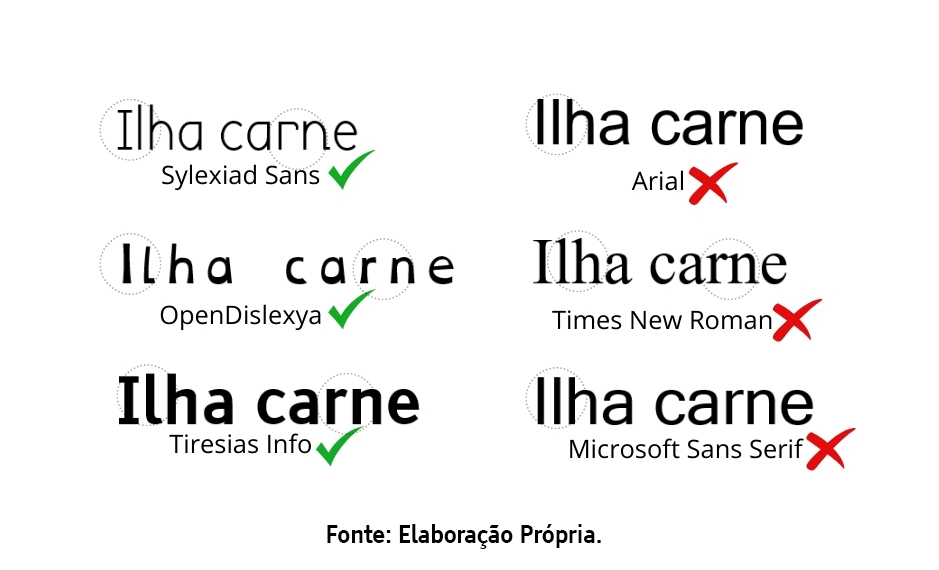 Ilha carne
Sylexiad Sans
Ilha carne
OpenDislexya
Ilha carne
Tiresias Info
Ilha carne
Arial
Ilha carne
Times New Roman
Ilha carne
Microsoft Sans Serif
Fonte: Elaboração Própria.